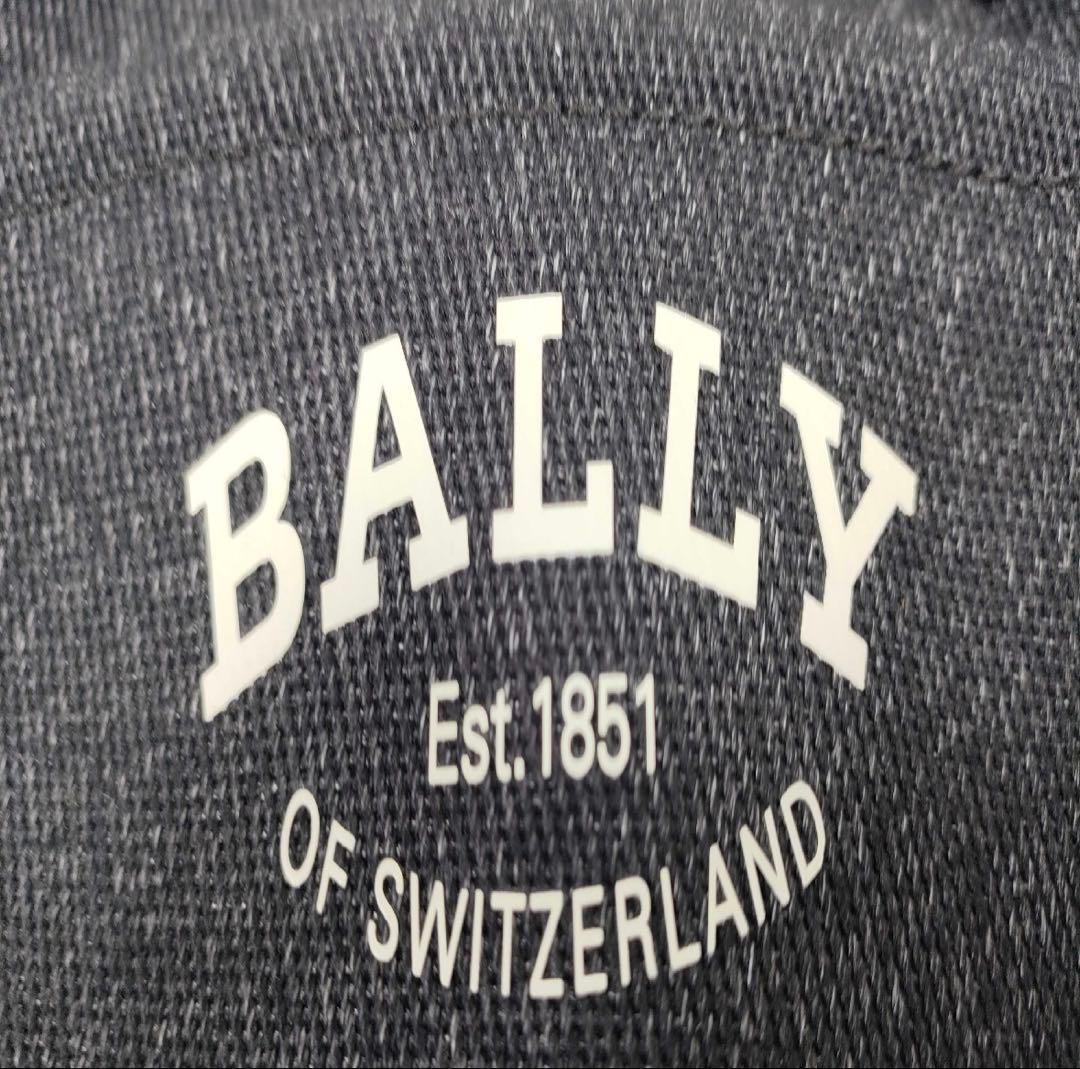 BALLY
Est.1851
OF SWITZERLAND